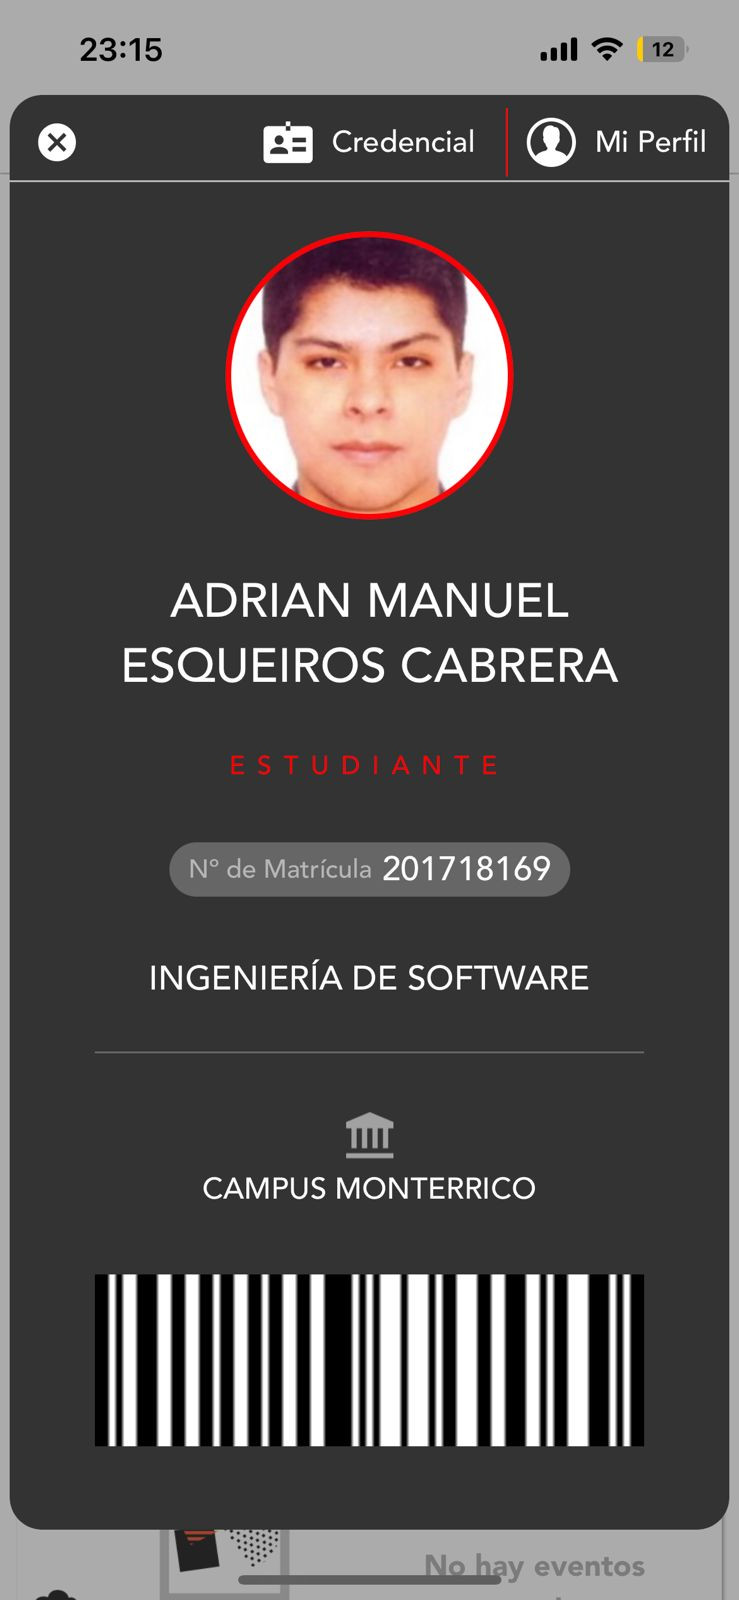 23:15
12
Credencial
Mi Perfil
ADRIAN MANUEL
ESQUEIROS CABRERA
ESTUDIANTE
Nº de Matrícula 201718169
INGENIERÍA DE SOFTWARE
CAMPUS MONTERRICO
No hay eventos